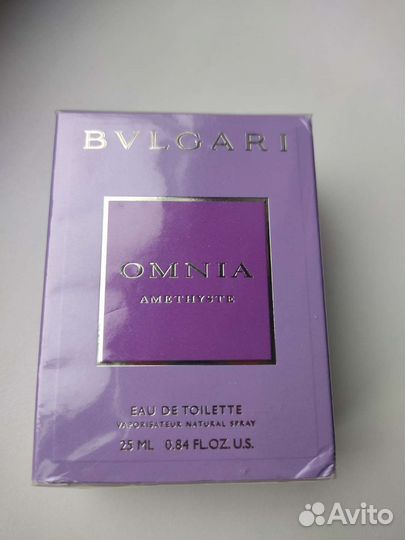 BVLGARI
OMNIA
AMETHYSTE
EAU DE TOILETTE
VAPORISATEUR NATURAL SPRAY
25 ML 0.84 FL.OZ. U.S.
Avito